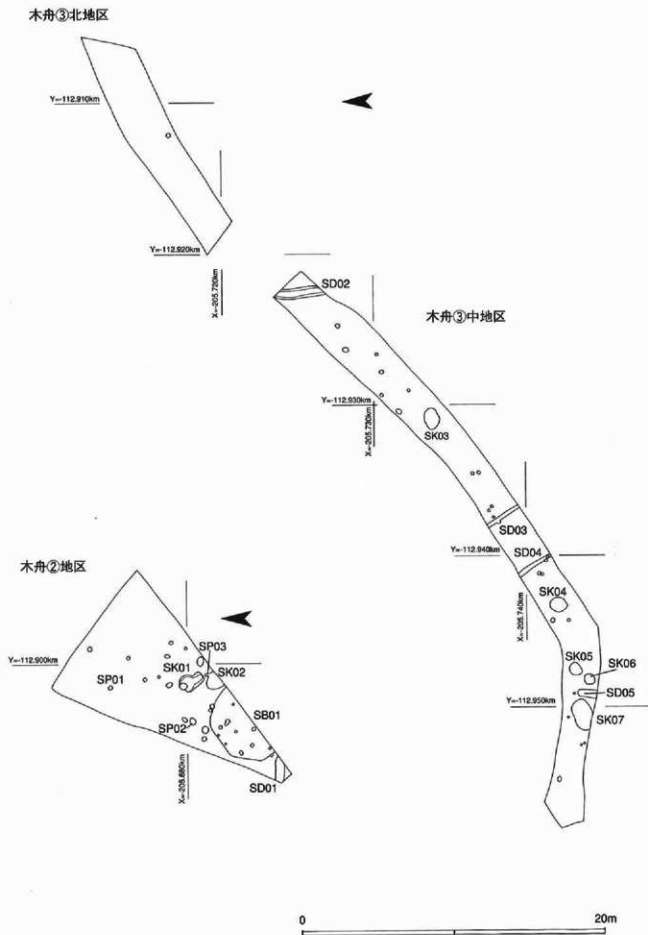 木舟③北地区
Y=-112.910km
Y=-112.920km
X=-205.720km
SD02
木舟③中地区
Y=-112.930km
X=-205.730km
SK03
SD03
SD04
Y=-112.940km
X=-205.740km
SK04
SK05
SK06
SD05
Y=-112.950km
SK07
木舟②地区
Y=-112.900km
SP03
SK01
SK02
SP01
SB01
SP02
X=-205.680km
SD01
0
20m